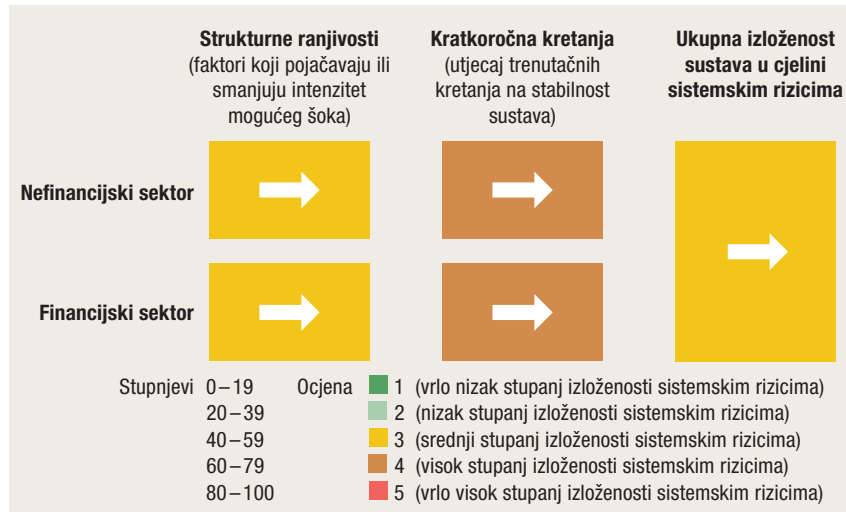 Strukturne ranjivosti
(faktori koji pojačavaju ili
smanjuju intenzitet
mogućeg šoka)
Kratkoročna kretanja
(utjecaj trenutačnih
kretanja na stabilnost
sustava)
Ukupna izloženost
sustava u cjelini
sistemskim rizicima
Nefinancijski sektor
Financijski sektor
Stupnjevi 0–19 Ocjena 1 (vrlo nizak stupanj izloženosti sistemskim rizicima)
20–39 2 (nizak stupanj izloženosti sistemskim rizicima)
40–59 3 (srednji stupanj izloženosti sistemskim rizicima)
60–79 4 (visok stupanj izloženosti sistemskim rizicima)
80–100 5 (vrlo visok stupanj izloženosti sistemskim rizicima)